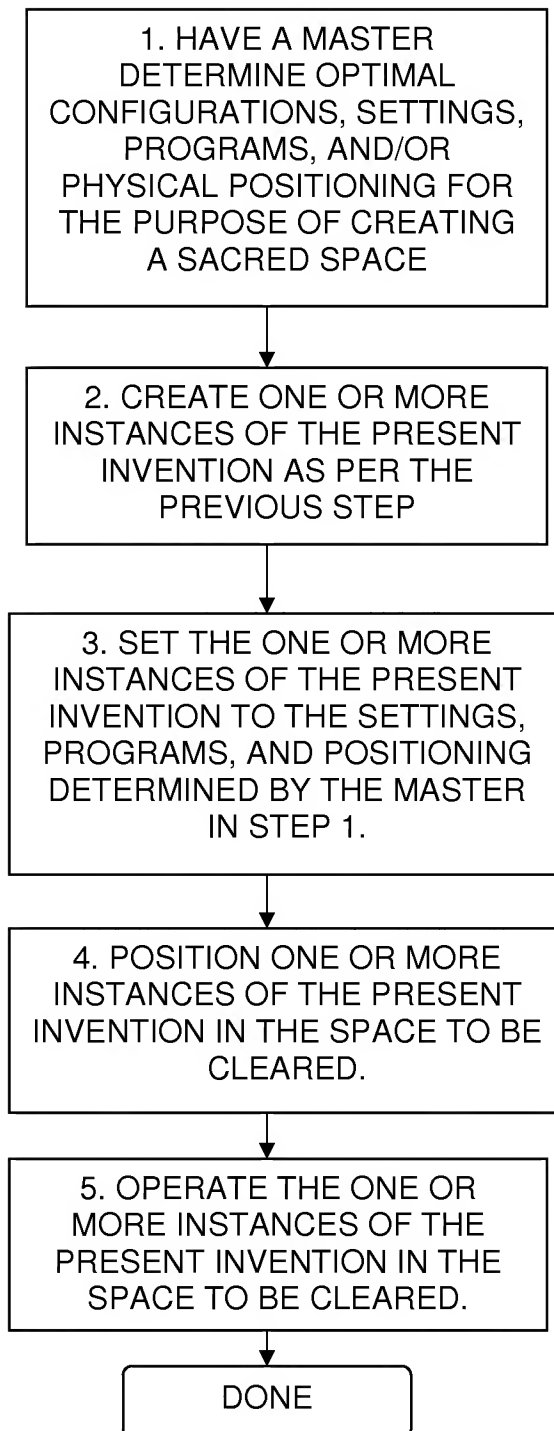 1. HAVE A MASTER
DETERMINE OPTIMAL
CONFIGURATIONS, SETTINGS,
PROGRAMS, AND/OR
PHYSICAL POSITIONING FOR
THE PURPOSE OF CREATING
A SACRED SPACE
2. CREATE ONE OR MORE
INSTANCES OF THE PRESENT
INVENTION AS PER THE
PREVIOUS STEP
3. SET THE ONE OR MORE
INSTANCES OF THE PRESENT
INVENTION TO THE SETTINGS,
PROGRAMS, AND POSITIONING
DETERMINED BY THE MASTER
IN STEP 1.
4. POSITION ONE OR MORE
INSTANCES OF THE PRESENT
INVENTION IN THE SPACE TO BE
CLEARED.
5. OPERATE THE ONE OR
MORE INSTANCES OF THE
PRESENT INVENTION IN THE
SPACE TO BE CLEARED.
DONE